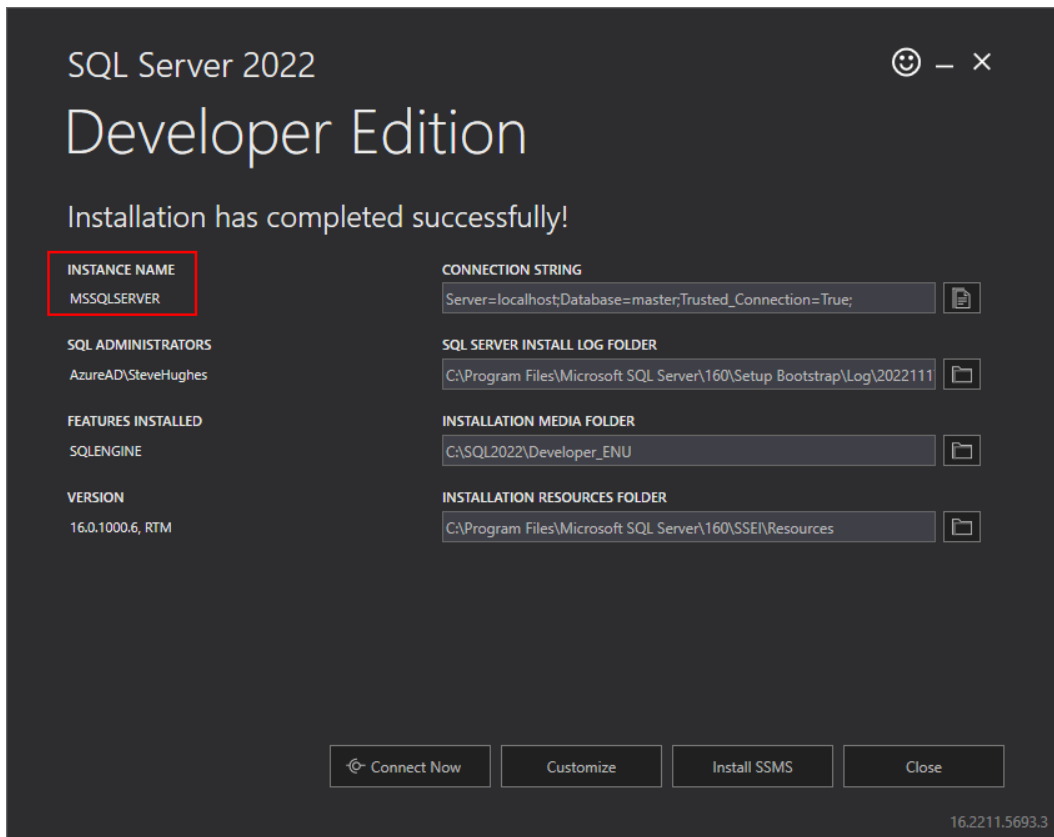 SQL Server 2022
Developer Edition
Installation has completed successfully!
INSTANCE NAME
MSSQLSERVER
CONNECTION STRING
Server=localhost;Database=master;Trusted_Connection=True;
SQL ADMINISTRATORS
AzureAD\SteveHughes
SQL SERVER INSTALL LOG FOLDER
C:\Program Files\Microsoft SQL Server\160\Setup Bootstrap\Log\2022111
FEATURES INSTALLED
SQLENGINE
INSTALLATION MEDIA FOLDER
C:\SQL2022\Developer_ENU
VERSION
16.0.1000.6, RTM
INSTALLATION RESOURCES FOLDER
C:\Program Files\Microsoft SQL Server\160\SSEI\Resources
Connect Now
Customize
Install SSMS
Close
16.2211.5693.3